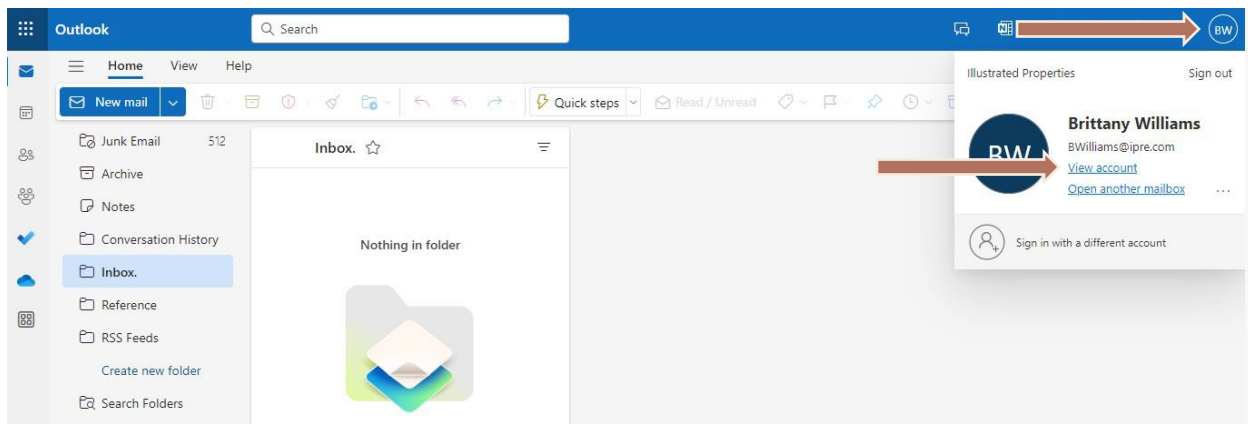 Outlook
Search
BW
Home View Help
New mail
Quick steps
Read / Unread
Junk Email 512
Archive
Notes
Conversation History
Inbox.
Reference
RSS Feeds
Create new folder
Search Folders
Inbox.
Nothing in folder
Illustrated Properties Sign out
BW
Brittany Williams
BWilliams@ipre.com
View account
Open another mailbox ...
Sign in with a different account